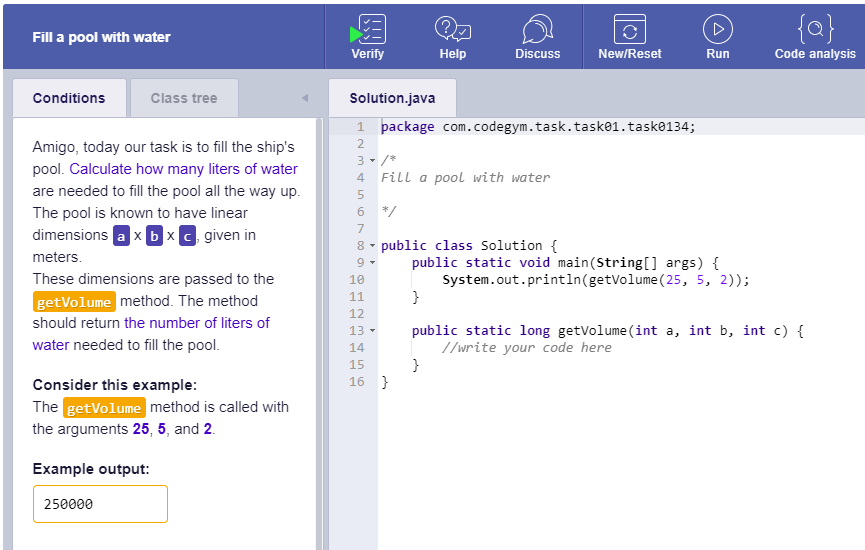 Fill a pool with water
Verify
Help
Discuss
New/Reset
Run
Code analysis
Conditions
Class tree
Solution.java
Amigo, today our task is to fill the ship's
pool. Calculate how many liters of water
are needed to fill the pool all the way up.
The pool is known to have linear
dimensions a x b x c, given in
meters.
These dimensions are passed to the
getVolume method. The method
should return the number of liters of
water needed to fill the pool.
Consider this example:
The getVolume method is called with
the arguments 25, 5, and 2.
Example output:
250000
1 package com.codegym.task.task01.task0134;
2
3 /*
4 Fill a pool with water
5
6 */
7
8 public class Solution {
9 public static void main(String[] args) {
10 System.out.println(getVolume(25, 5, 2));
11 }
12
13 public static long getVolume(int a, int b, int c) {
14 //write your code here
15 }
16 }